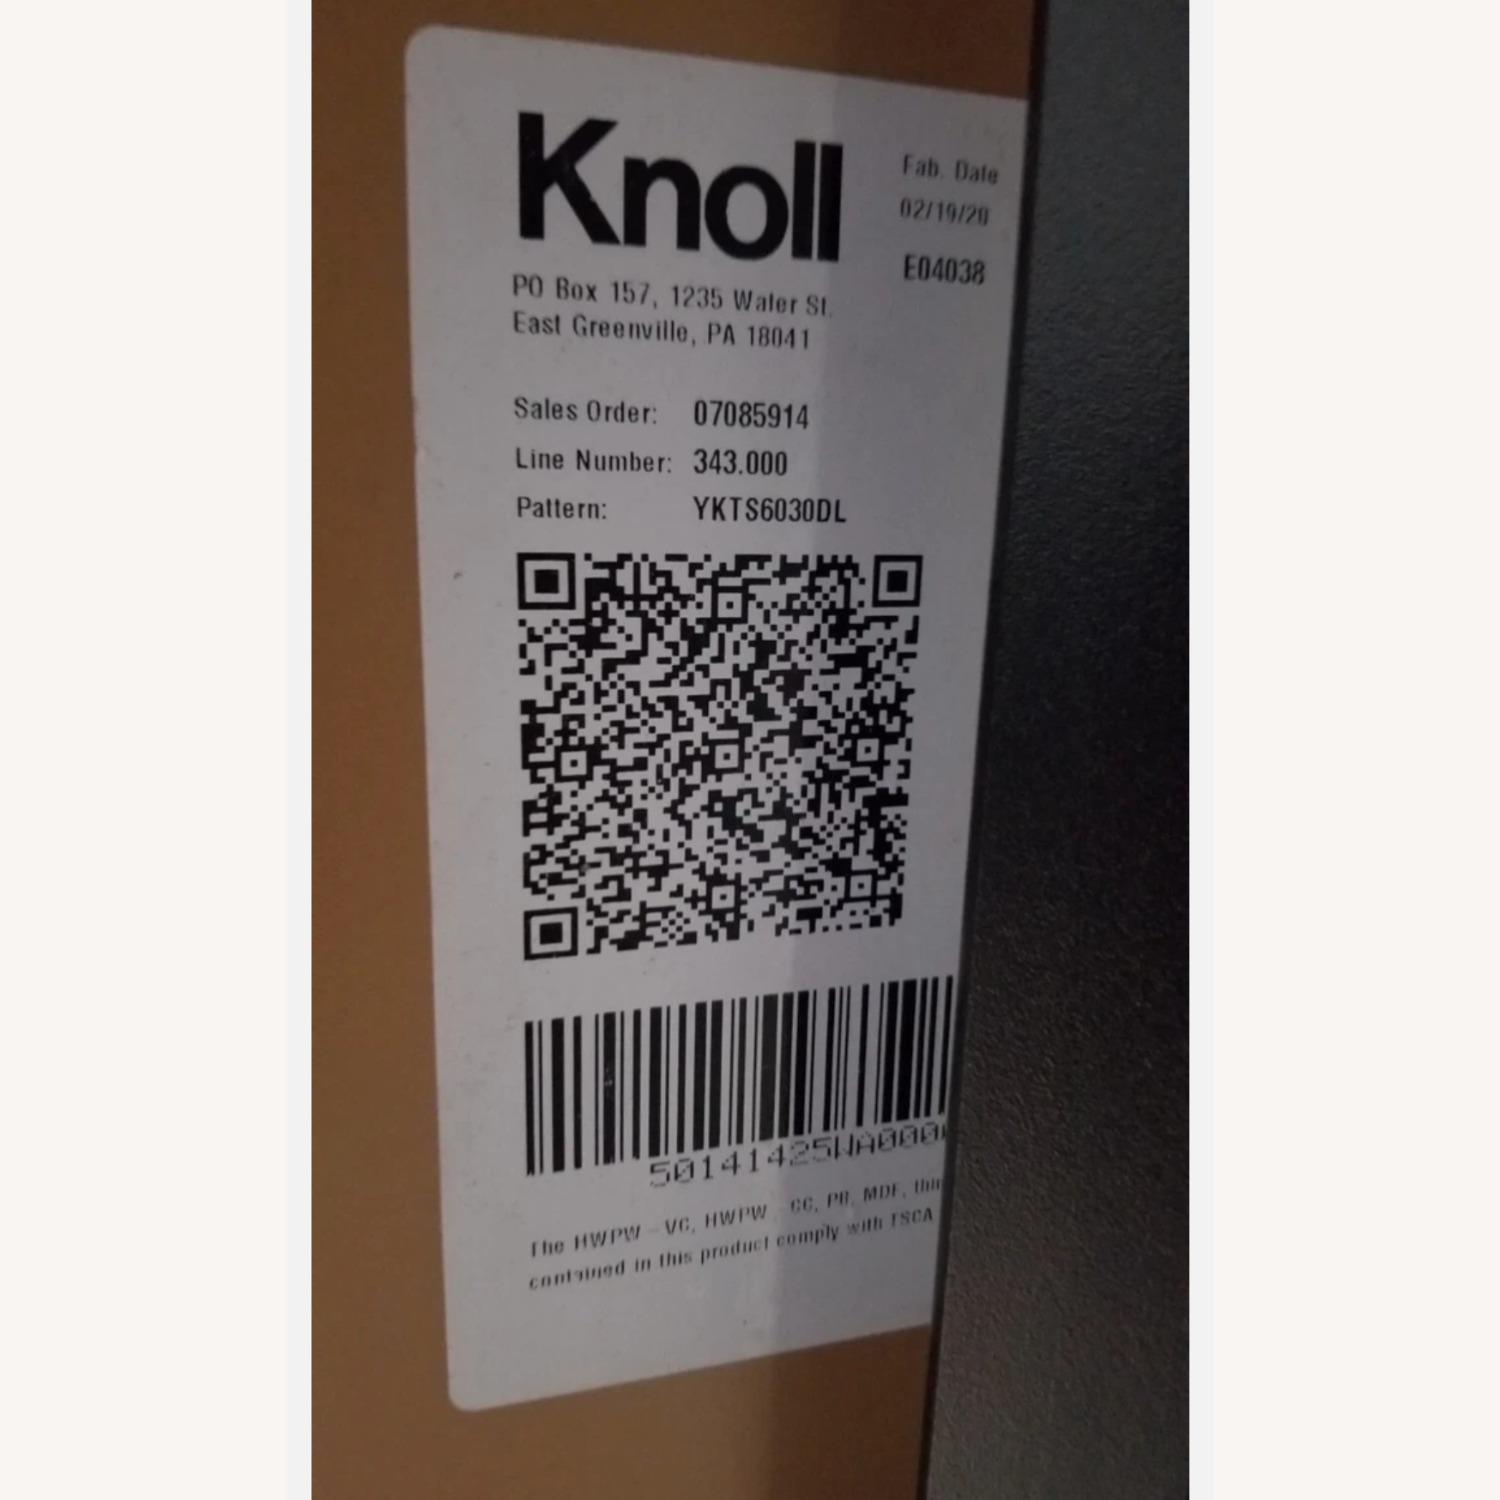 Knoll
Fab. Date
02/19/20
E04038
PO Box 157, 1235 Water St.
East Greenville, PA 18041
Sales Order: 07085914
Line Number: 343.000
Pattern: YKTS6030DL
50141425WA000
The HWPW - VC, HWPW - CC, PB, MDF, thin
contained in this product comply with TSCA